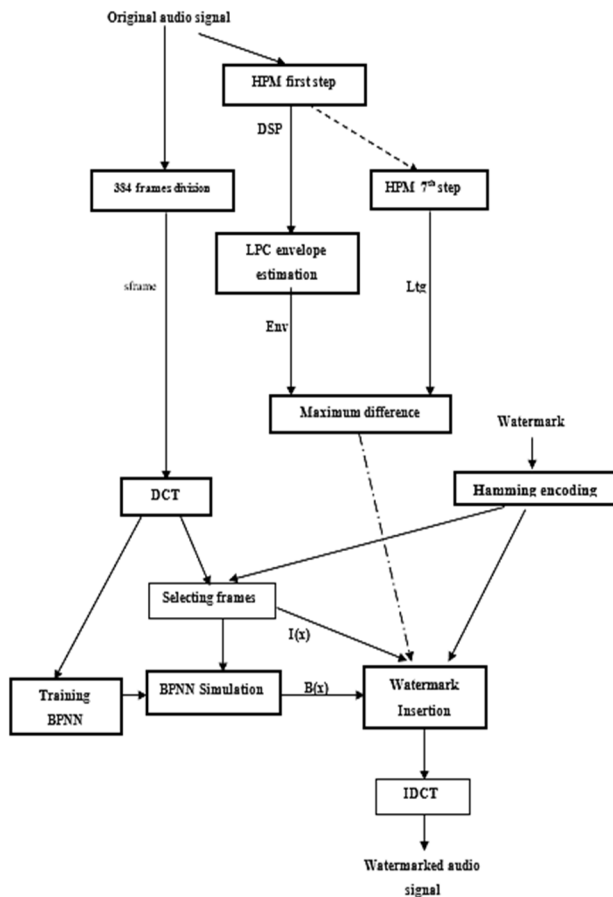 Original audio signal
HPM first step
DSP
384 frames division
HPM 7th step
LPC envelope
estimation
sframe
Ltg
Env
Maximum difference
Watermark
DCT
Hamming encoding
Selecting frames
I(x)
Training
BPNN
BPNN Simulation
B(x)
Watermark
Insertion
IDCT
Watermarked audio
signal